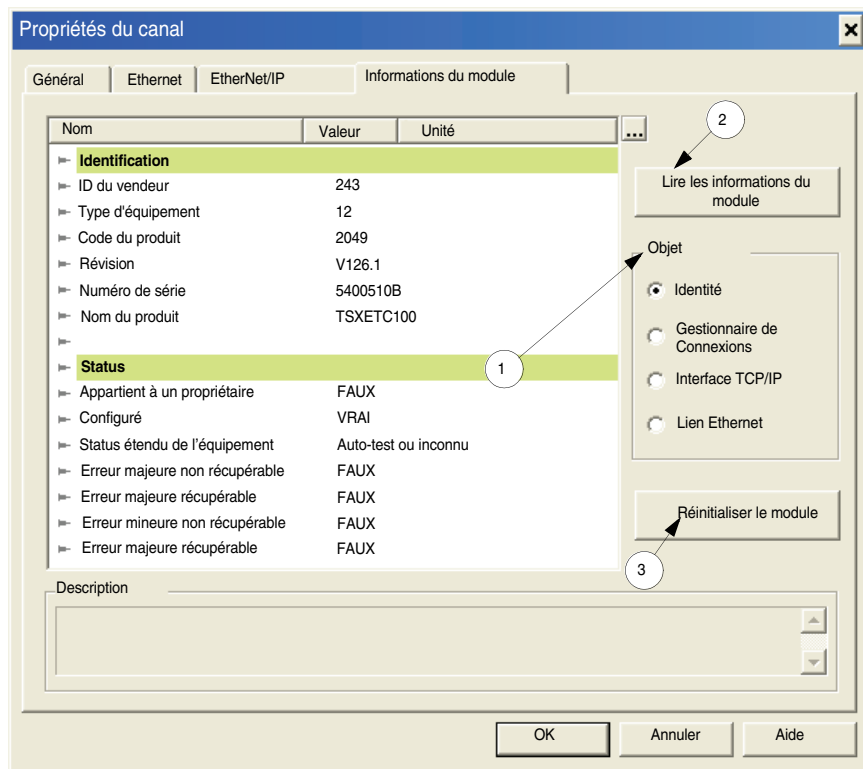 Propriétés du canal
Général Ethernet EtherNet/IP Informations du module
Nom Valeur Unité ...
Identification
ID du vendeur 243
Type d'équipement 12
Code du produit 2049
Révision V126.1
Numéro de série 5400510B
Nom du produit TSXETC100
Status
Appartient à un propriétaire FAUX
Configuré VRAI
Status étendu de l'équipement Auto-test ou inconnu
Erreur majeure non récupérable FAUX
Erreur majeure récupérable FAUX
Erreur mineure non récupérable FAUX
Erreur majeure récupérable FAUX
2
Lire les informations du
module
Objet
Identité
Gestionnaire de
Connexions
Interface TCP/IP
Lien Ethernet
1
Réinitialiser le module
3
Description
OK Annuler Aide